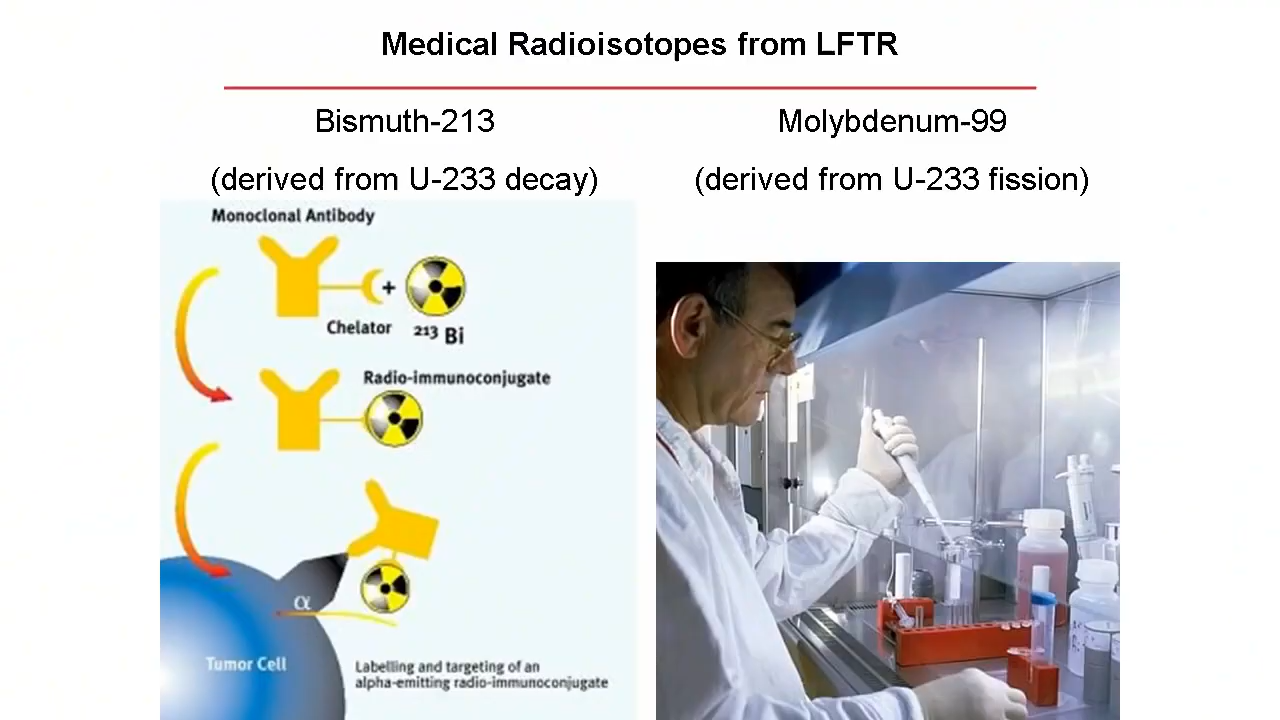 Medical Radioisotopes from LFTR
Bismuth-213
(derived from U-233 decay)
Monoclonal Antibody
+
Chelator
213 Bi
Radio-immunoconjugate
α
Tumor Cell
Labelling and targeting of an
alpha-emitting radio-immunoconjugate
Molybdenum-99
(derived from U-233 fission)